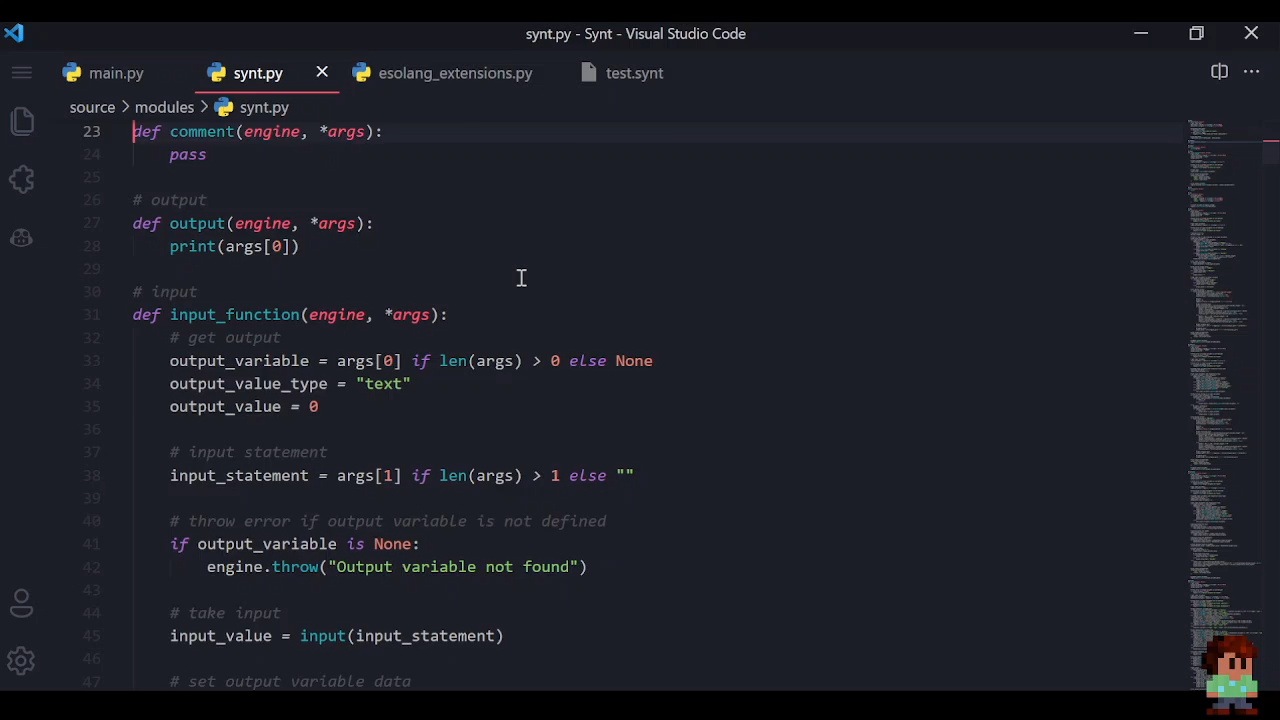 synt.py - Synt - Visual Studio Code
main.py synt.py esolang_extensions.py test.synt
source > modules > synt.py
23 def comment(engine, *args):
24 pass
25
26 # output
27 def output(engine, *args):
28 print(args[0])
29
30 # input
31 def input_function(engine, *args):
32 # get output
33 output_variable = args[0] if len(args) > 0 else None
34 output_value_type = "text"
35 output_value = 0
36
37 # input statement
38 input_statement = args[1] if len(args) > 1 else ""
39
40 # throw error if output variable is not defined
41 if output_variable is None:
42 engine.throw("Output variable not found")
43
44 # take input
45 input_value = input(input_statement)
46
47 # set output variable data